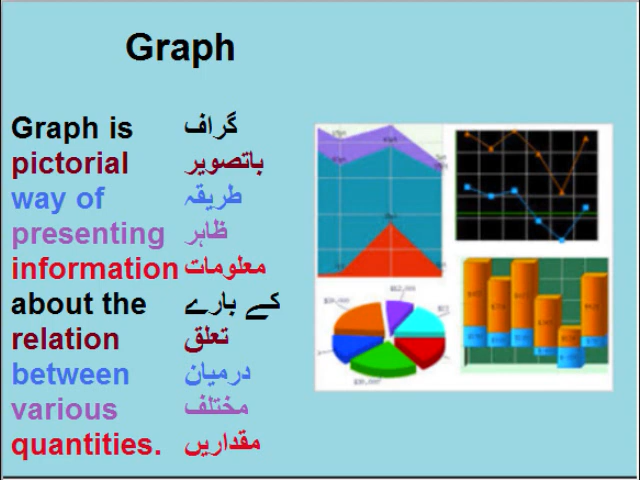 Graph
Graph is گراف
pictorial باتصویر
way of طریقہ
presenting ظاہر
information معلومات
about the کے بارے
relation تعلق
between درمیان
various مختلف
quantities. مقداریں